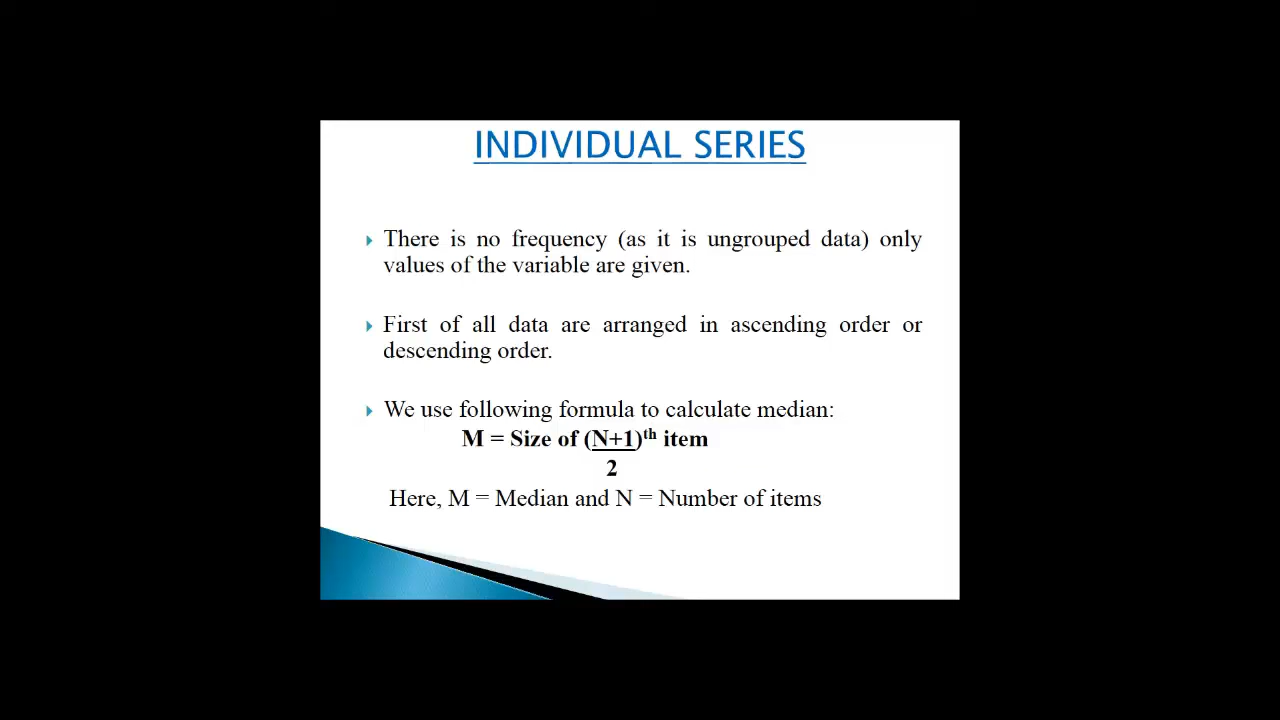 INDIVIDUAL SERIES
There is no frequency (as it is ungrouped data) only
values of the variable are given.
First of all data are arranged in ascending order or
descending order.
We use following formula to calculate median:
M = Size of (N+1)th item
2
Here, M = Median and N = Number of items